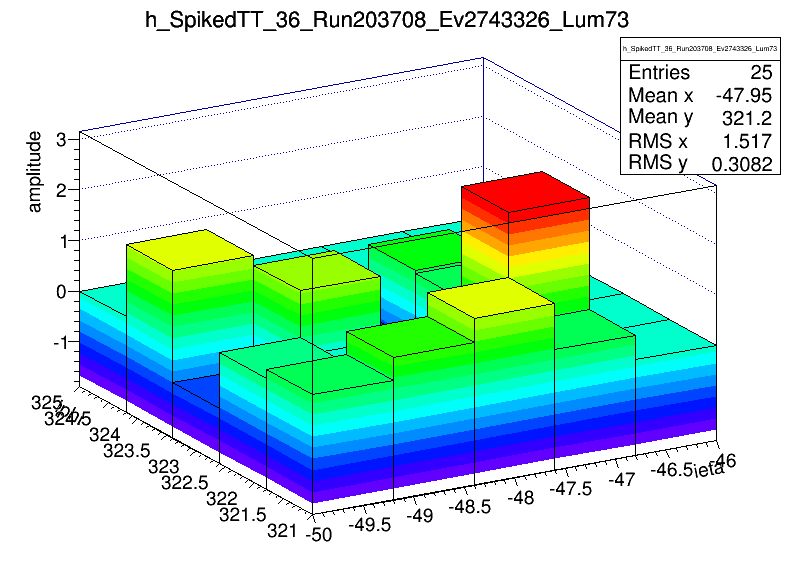 h_SpikedTT_36_Run203708_Ev2743326_Lum73
h_SpikedTT_36_Run203708_Ev2743326_Lum73
Entries 25
Mean x -47.95
Mean y 321.2
RMS x 1.517
RMS y 0.3082
amplitude
3
2
1
0
-1
325
324.5
324
323.5
323
322.5
322
321.5
321
-50
-49.5
-49
-48.5
-48
-47.5
-47
-46.5
-46
ieta